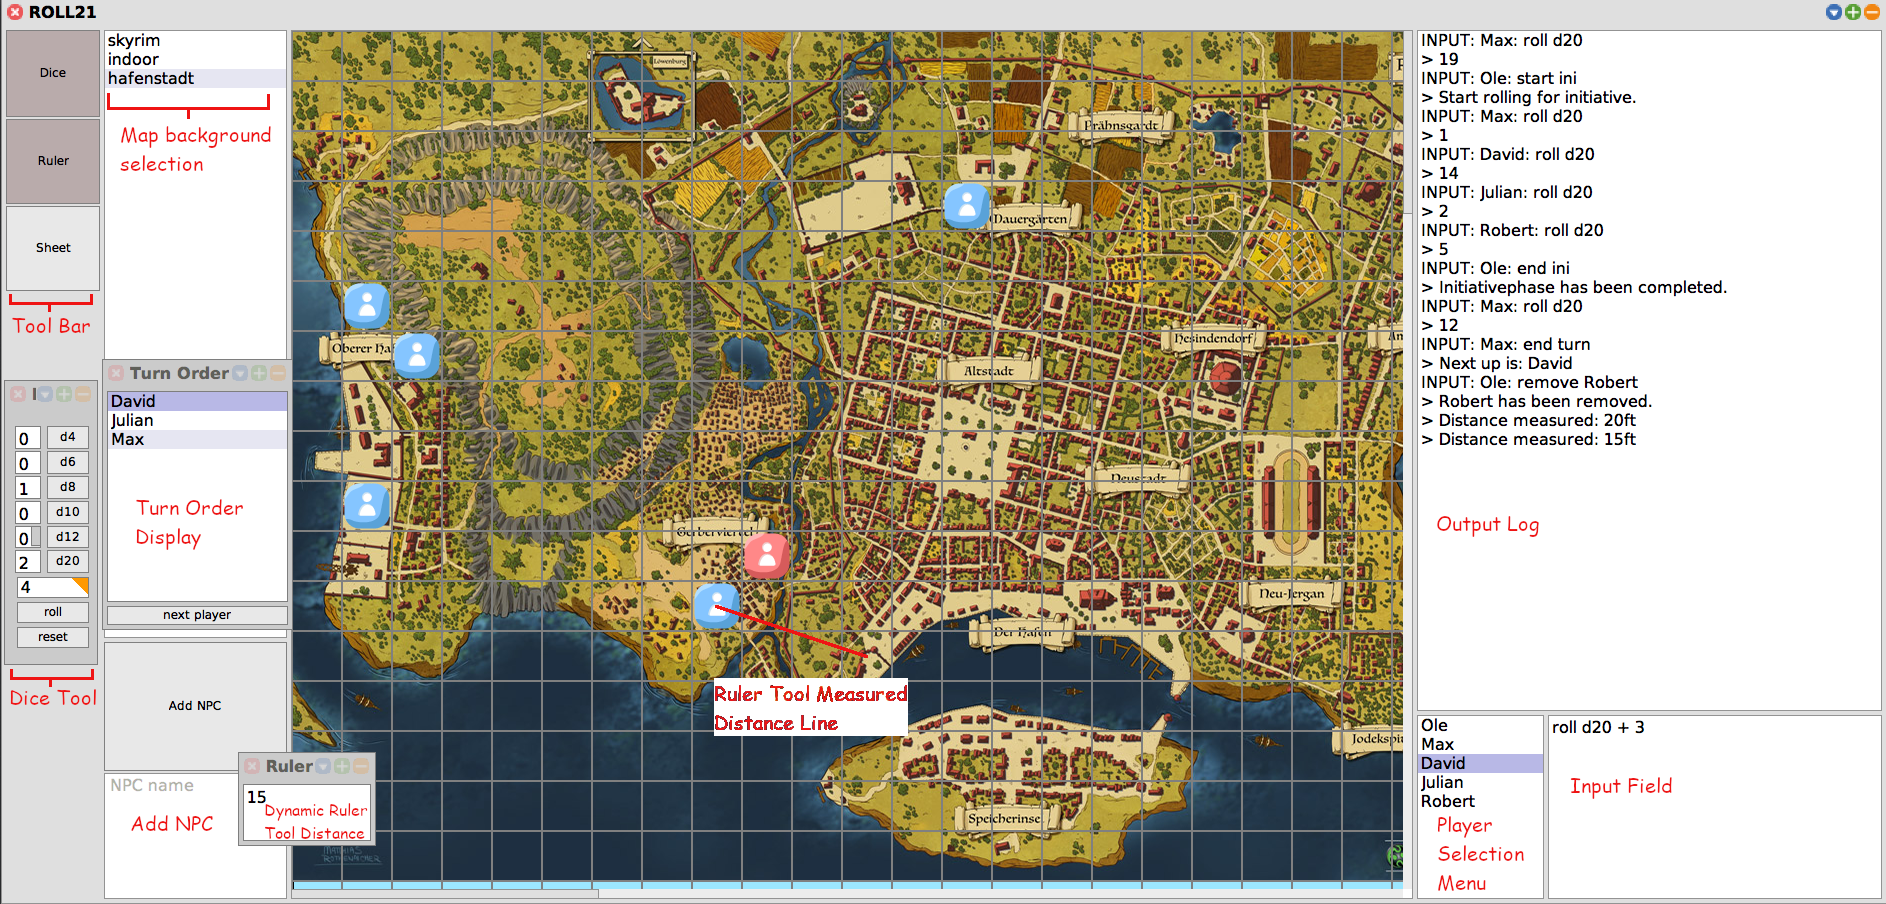 ROLL21
Dice
Ruler
Sheet
Tool Bar
skyrim
indoor
hafenstadt
Map background
selection
Turn Order
David
Julian
Max
Turn Order
Display
next player
0 d4
0 d6
1 d8
0 d10
0 d12
2 d20
4
roll
reset
Dice Tool
Add NPC
NPC name
Add NPC
Ruler
15
Dynamic Ruler
Tool Distance
Löwenburg
Prähnsgardt
Dauergärten
Oberer
Altstadt
Hesindendorf
Neustadt
Gerberviertel
Neu-Jergan
Der Hafen
Ruler Tool Measured
Distance Line
Speicherinse
MATTHIAS
ROTHENAICHER
INPUT: Max: roll d20
> 19
INPUT: Ole: start ini
> Start rolling for initiative.
INPUT: Max: roll d20
> 1
INPUT: David: roll d20
> 14
INPUT: Julian: roll d20
> 2
INPUT: Robert: roll d20
> 5
INPUT: Ole: end ini
> Initiativephase has been completed.
INPUT: Max: roll d20
> 12
INPUT: Max: end turn
> Next up is: David
INPUT: Ole: remove Robert
> Robert has been removed.
> Distance measured: 20ft
> Distance measured: 15ft
Output Log
Ole
Max
David
Julian
Robert
Player
Selection
Menu
roll d20 + 3
Input Field